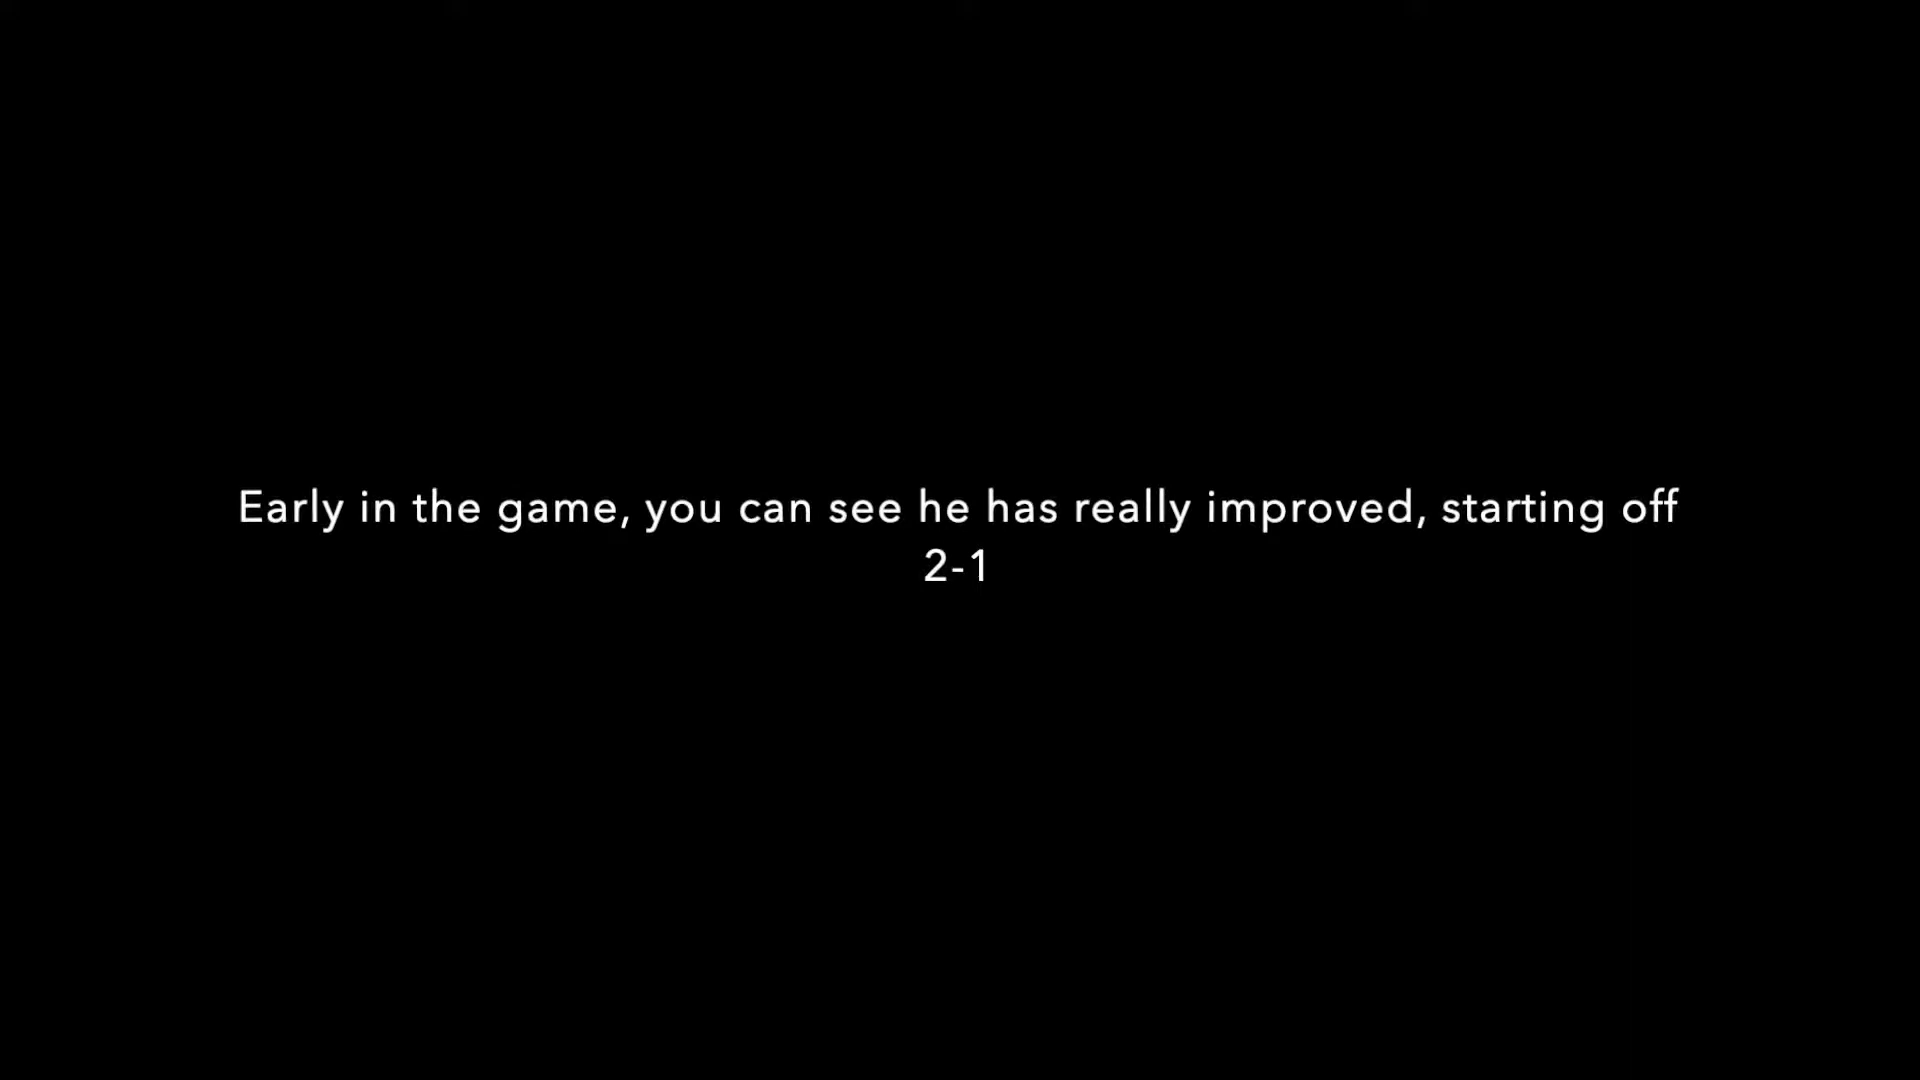 Early in the game, you can see he has really improved, starting off
2-1